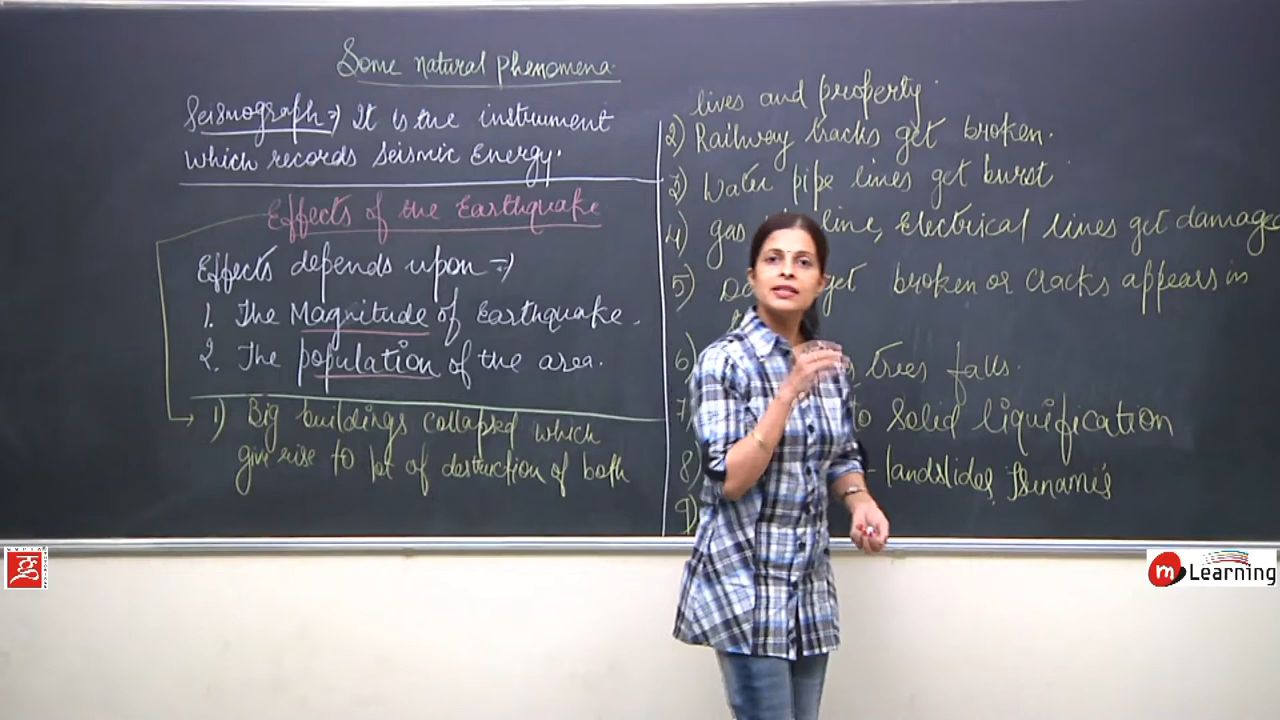 Some natural phenomena.
Seismograph → It is the instrument
which records Seismic Energy.
Effects of the Earthquake
Effects depends upon :→
1. The Magnitude of Earthquake.
2. The population of the area.
1) Big buildings collapsed which
give rise to lot of destruction of both
lives and property.
2) Railway tracks get broken.
3) Water pipe lines get burst
4) gas line, Electrical lines get damaged
5) get broken or cracks appears in
6) trees falls.
7) to Solid liquification
8) - landslides, Tsunami's
9)
GUPTA TUTORIALS
m Learning